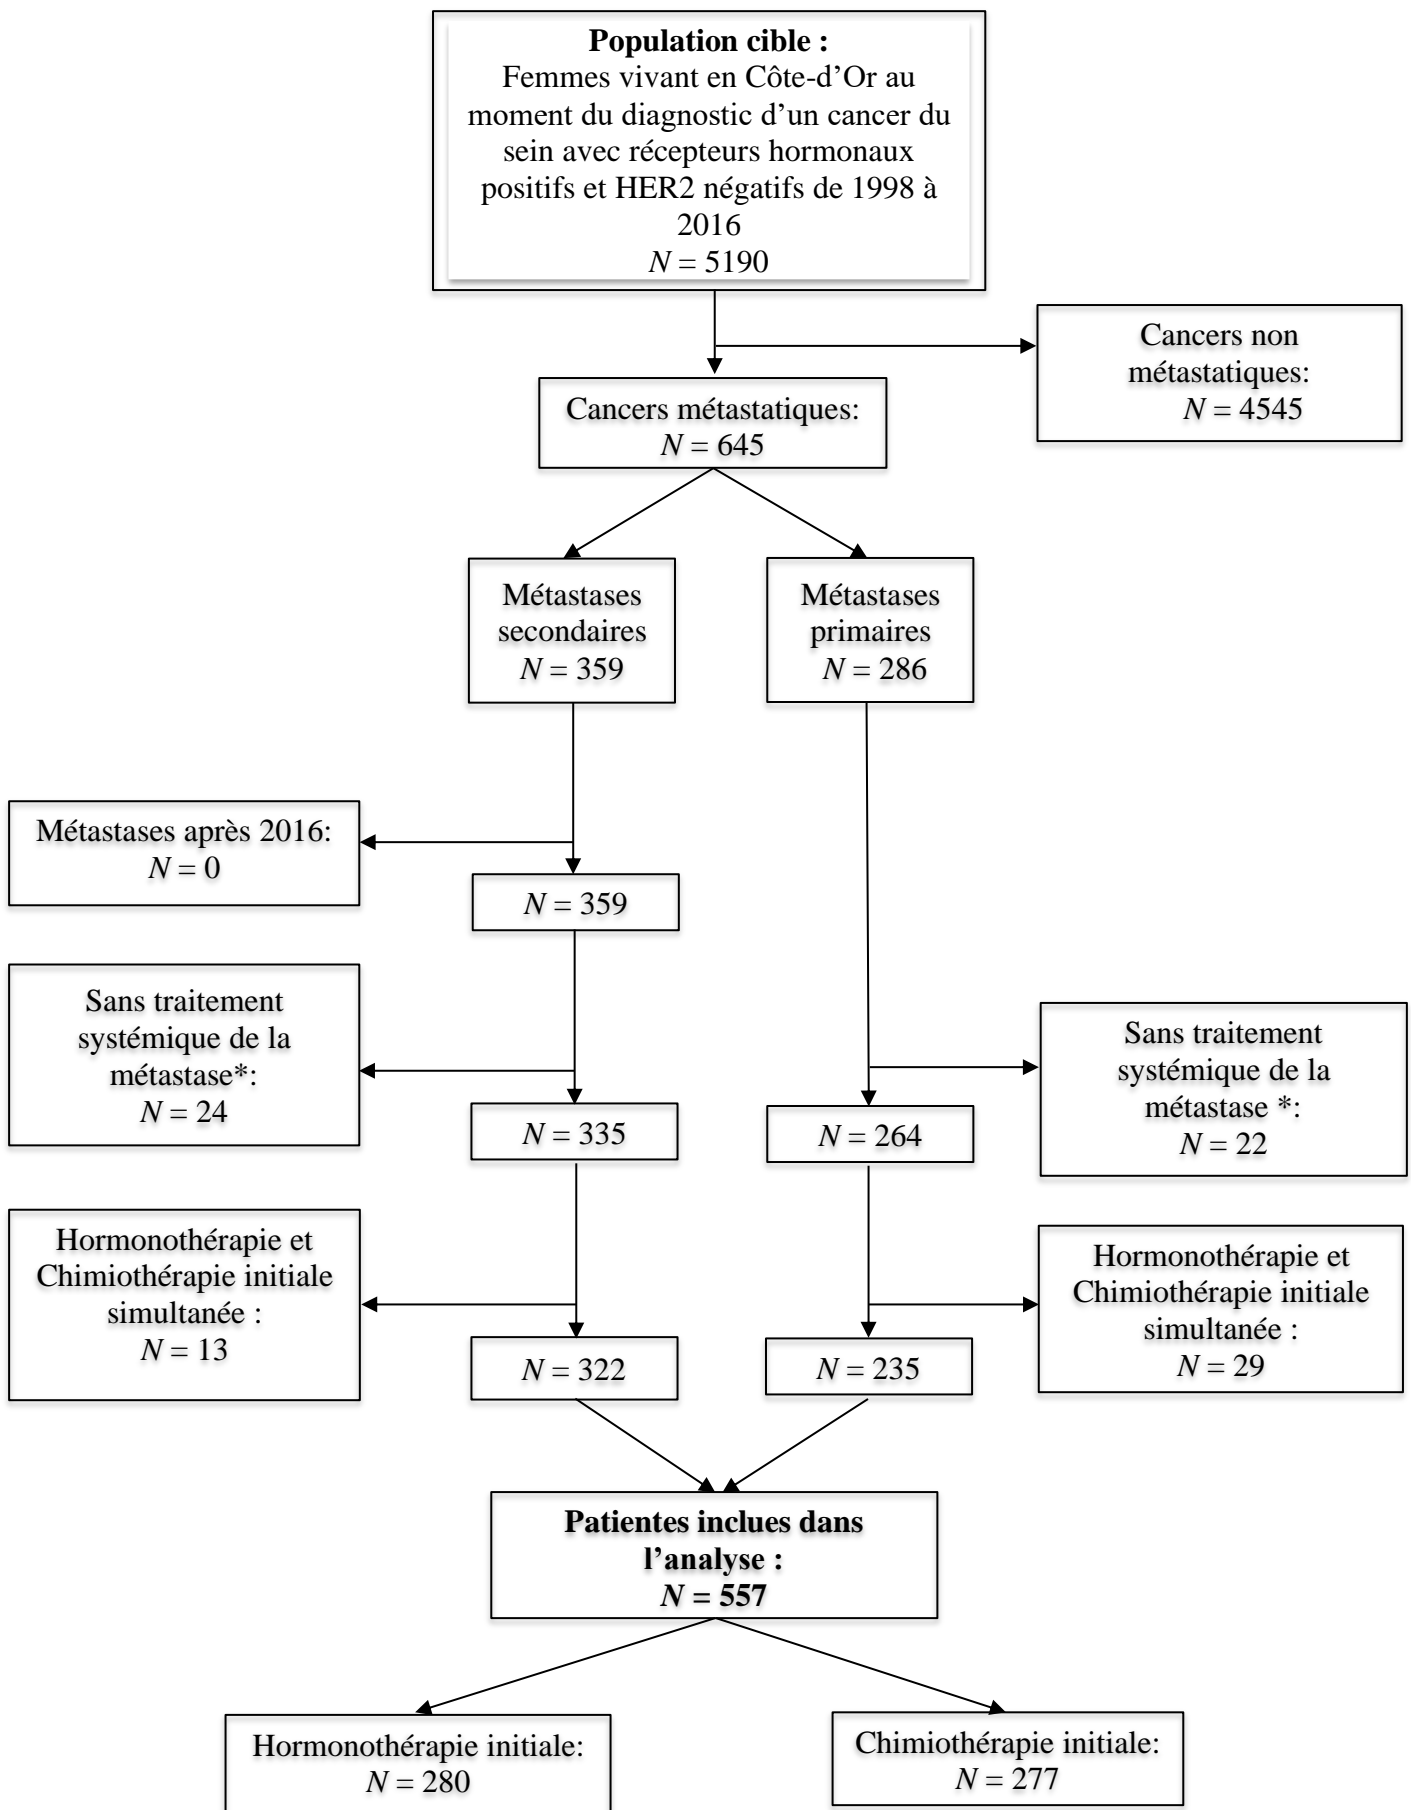 Population cible :
Femmes vivant en Côte-d’Or au
moment du diagnostic d’un cancer du
sein avec récepteurs hormonaux
positifs et HER2 négatifs de 1998 à
2016
N = 5190
Cancers non
métastatiques:
N = 4545
Cancers métastatiques:
N = 645
Métastases
secondaires
N = 359
Métastases
primaires
N = 286
Métastases après 2016:
N = 0
N = 359
Sans traitement
systémique de la
métastase*:
N = 24
Sans traitement
systémique de la
métastase *:
N = 22
N = 335
N = 264
Hormonothérapie et
Chimiothérapie initiale
simultanée :
N = 13
Hormonothérapie et
Chimiothérapie initiale
simultanée :
N = 29
N = 322
N = 235
Patientes inclues dans
l’analyse :
N = 557
Hormonothérapie initiale:
N = 280
Chimiothérapie initiale:
N = 277